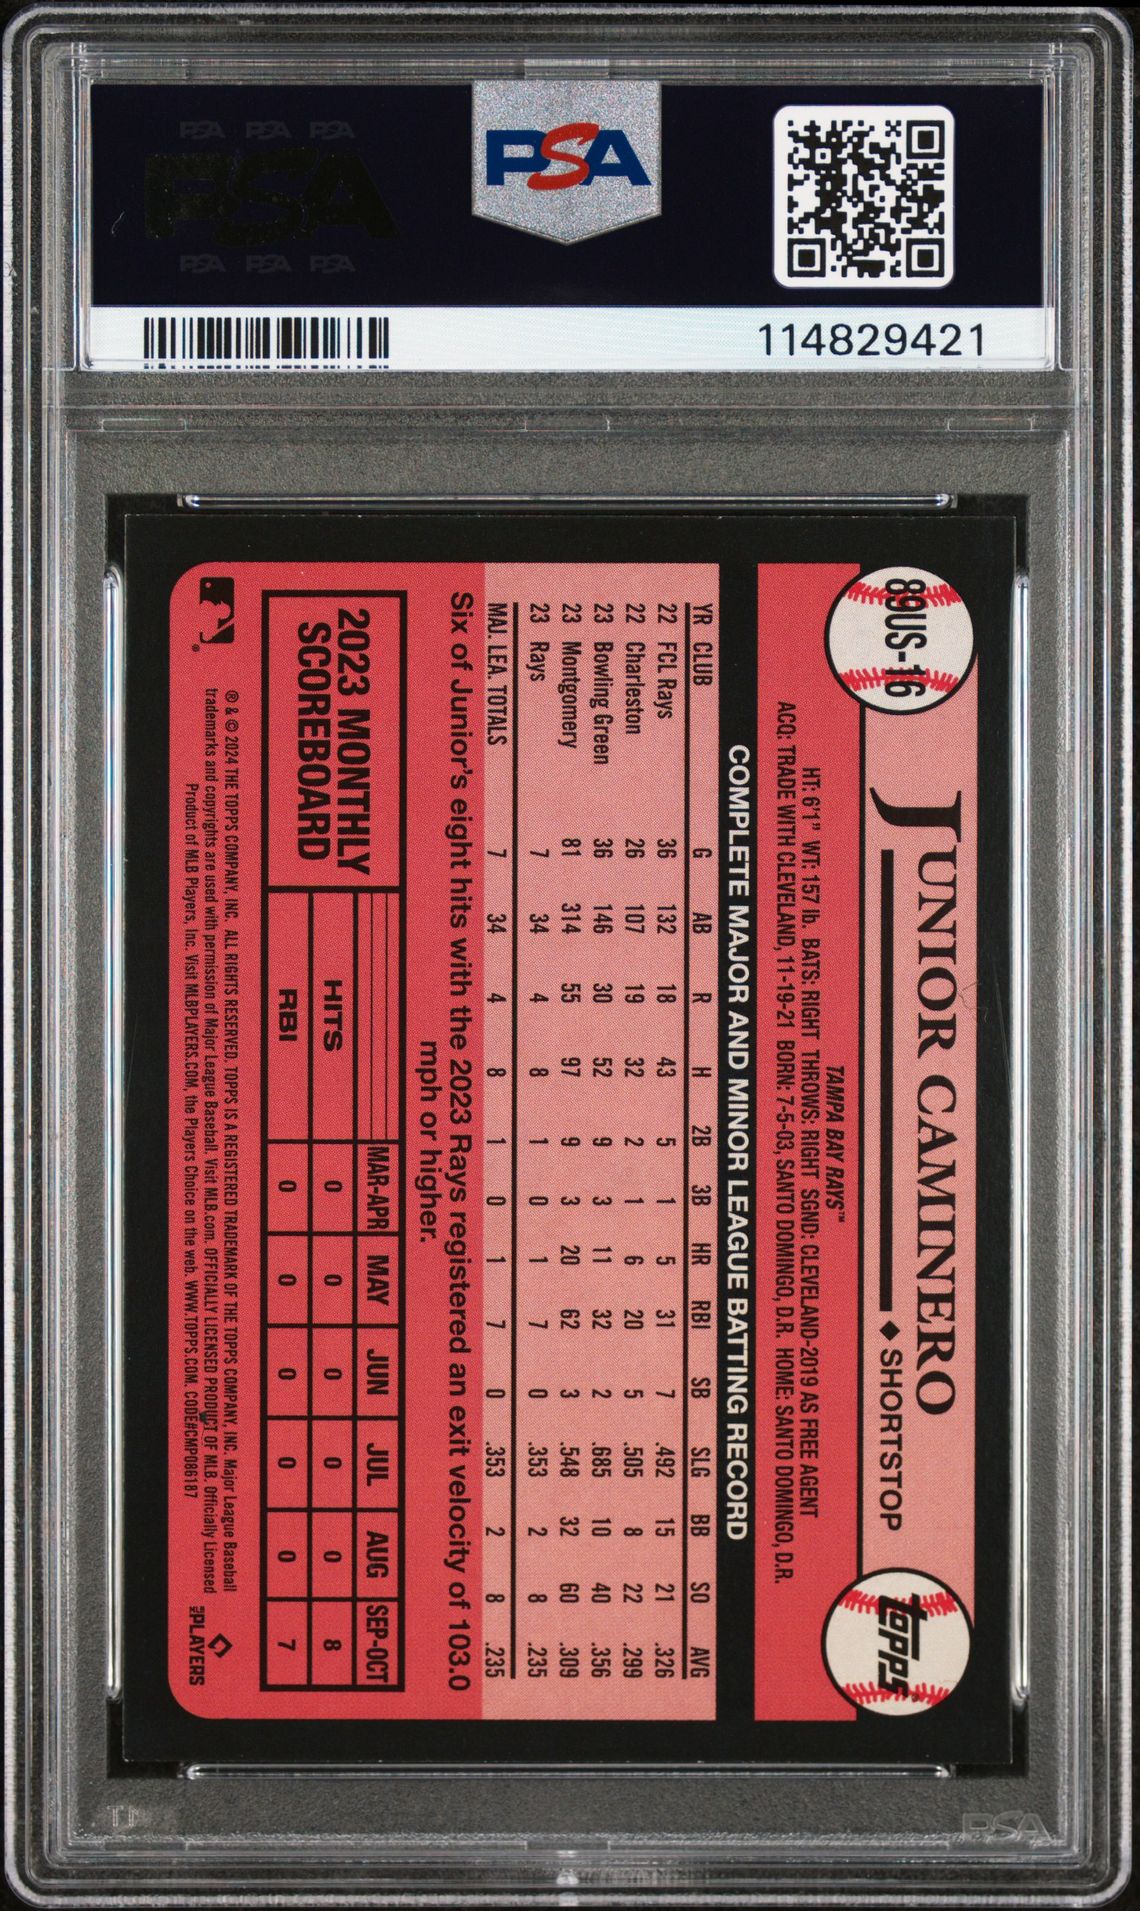 PSA PSA PSA
PSA
PSA PSA PSA
PSA
114829421
89US-16
JUNIOR CAMINERO
◆ SHORTSTOP
topps®
TAMPA BAY RAYS™
HT: 6'1" WT: 157 lb. BATS: RIGHT THROWS: RIGHT SGND: CLEVELAND-2019 AS FREE AGENT
ACQ: TRADE WITH CLEVELAND, 11-19-21 BORN: 7-5-03, SANTO DOMINGO, D.R. HOME: SANTO DOMINGO, D.R.
COMPLETE MAJOR AND MINOR LEAGUE BATTING RECORD
YR CLUB G AB R H 2B 3B HR RBI SB SLG BB SO AVG
22 FCL Rays 36 132 18 43 5 1 5 31 7 .492 15 21 .326
22 Charleston 26 107 19 32 2 1 6 20 5 .505 8 22 .299
23 Bowling Green 36 146 30 52 9 3 11 32 2 .685 10 40 .356
23 Montgomery 81 314 55 97 9 3 20 62 3 .548 32 60 .309
23 Rays 7 34 4 8 1 0 1 7 0 .353 2 8 .235
MAJ. LEA. TOTALS 7 34 4 8 1 0 1 7 0 .353 2 8 .235
Six of Junior's eight hits with the 2023 Rays registered an exit velocity of 103.0
mph or higher.
2023 MONTHLY
SCOREBOARD
MAR-APR MAY JUN JUL AUG SEP-OCT
HITS 0 0 0 0 0 8
RBI 0 0 0 0 0 7
® & © 2024 THE TOPPS COMPANY, INC. ALL RIGHTS RESERVED. TOPPS IS A REGISTERED TRADEMARK OF THE TOPPS COMPANY, INC. Major League Baseball
trademarks and copyrights are used with permission of Major League Baseball. Visit MLB.com. OFFICIALLY LICENSED PRODUCT OF MLB. Officially Licensed
Product of MLB Players, Inc. Visit MLBPLAYERS.COM, the Players Choice on the web. WWW.TOPPS.COM. CODE#CMP086187
MLB PLAYERS
PSA